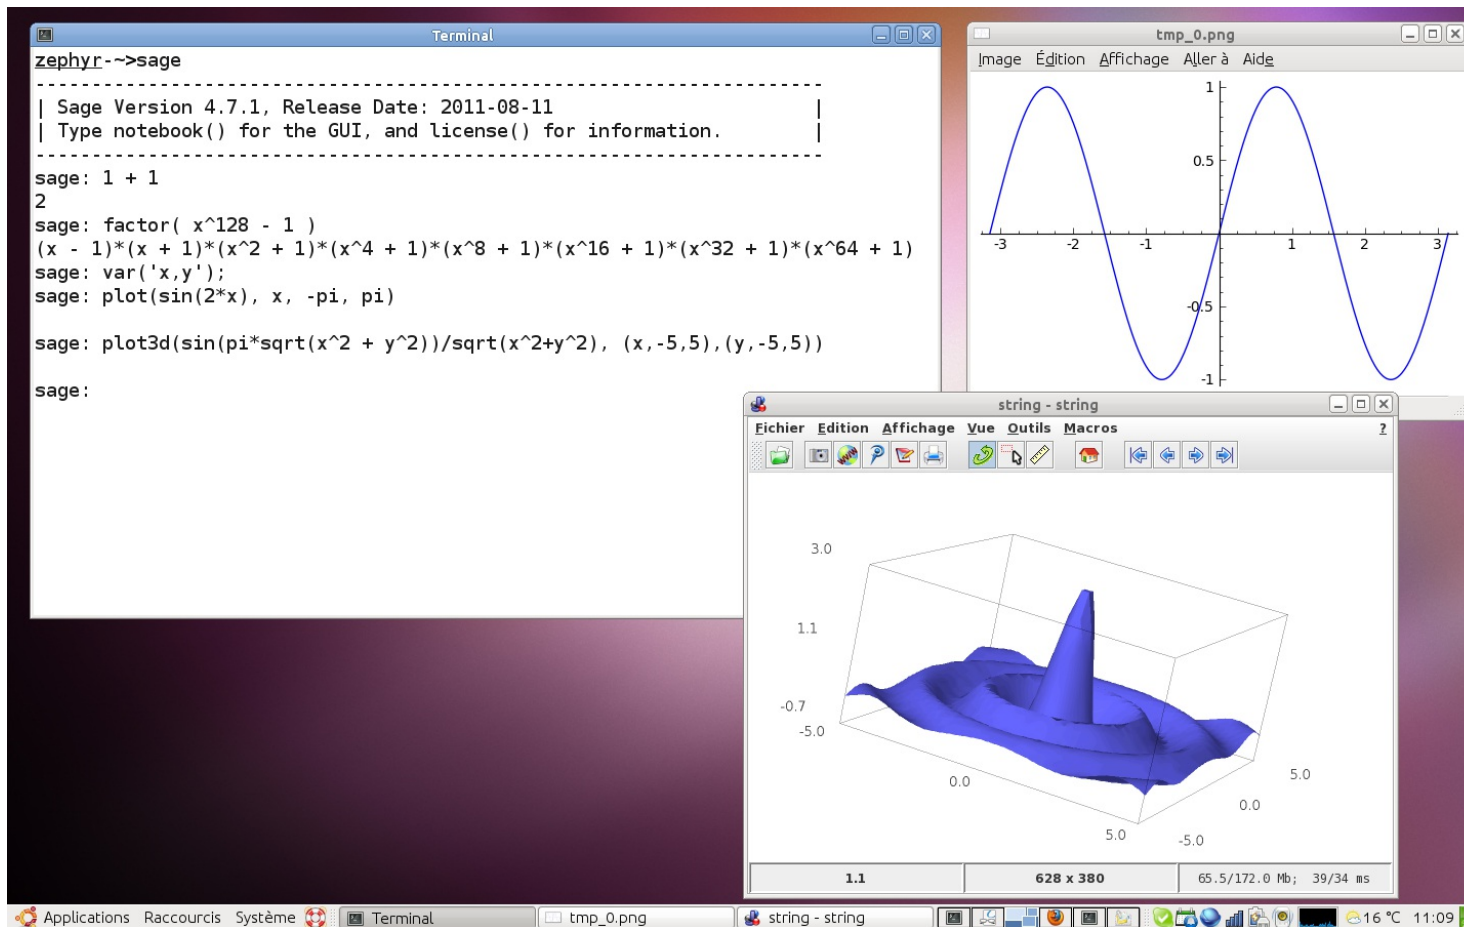 Terminal
zephyr-~>sage
----------------------------------------------------------------------
| Sage Version 4.7.1, Release Date: 2011-08-11                       |
| Type notebook() for the GUI, and license() for information.        |
----------------------------------------------------------------------
sage: 1 + 1
2
sage: factor( x^128 - 1 )
(x - 1)*(x + 1)*(x^2 + 1)*(x^4 + 1)*(x^8 + 1)*(x^16 + 1)*(x^32 + 1)*(x^64 + 1)
sage: var('x,y');
sage: plot(sin(2*x), x, -pi, pi)
sage: plot3d(sin(pi*sqrt(x^2 + y^2))/sqrt(x^2+y^2), (x,-5,5),(y,-5,5))
sage:
tmp_0.png
Image Édition Affichage Aller à Aide
1
0.5
-3 -2 -1 1 2 3
-0.5
-1
string - string
Fichier Edition Affichage Vue Outils Macros ?
3.0
1.1
-0.7
-5.0
0.0
5.0
5.0
0.0
-5.0
1.1 628 x 380 65.5/172.0 Mb; 39/34 ms
Applications Raccourcis Système Terminal tmp_0.png string - string 16 °C 11:09